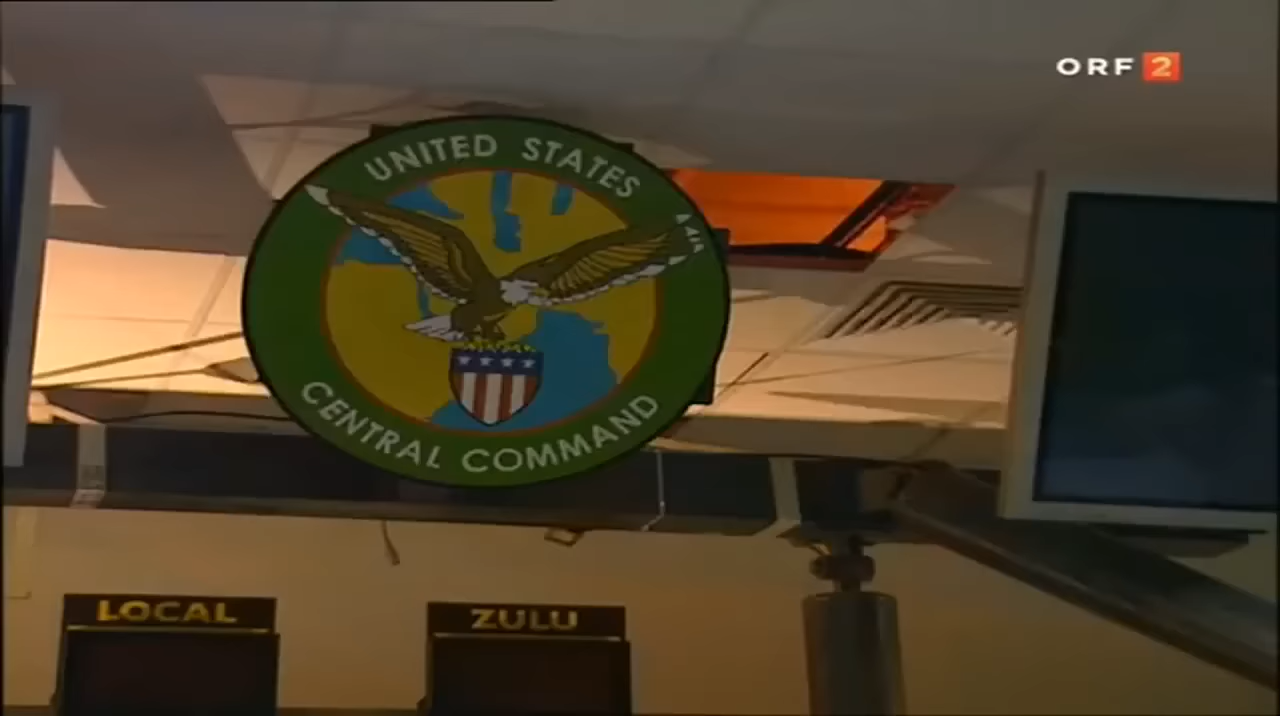 ORF 2
UNITED STATES
CENTRAL COMMAND
LOCAL
ZULU